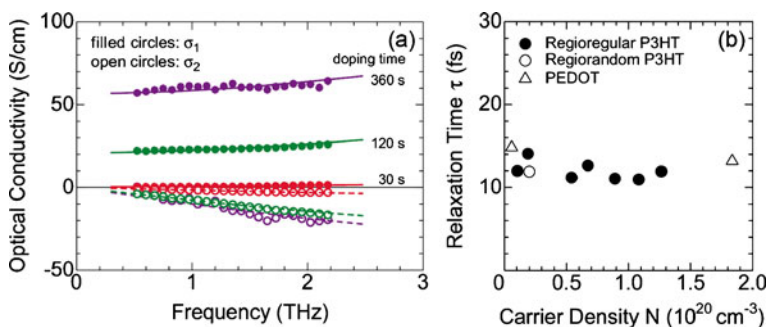 filled circles: σ₁
open circles: σ₂
(a)
doping time
360 s
120 s
30 s
100
50
0
-50
0
1
2
3
Optical Conductivity (S/cm)
Frequency (THz)
(b)
Regioregular P3HT
Regiorandom P3HT
PEDOT
30
20
10
0
0.0
0.5
1.0
1.5
2.0
Relaxation Time τ (fs)
Carrier Density N (10²⁰ cm⁻³)